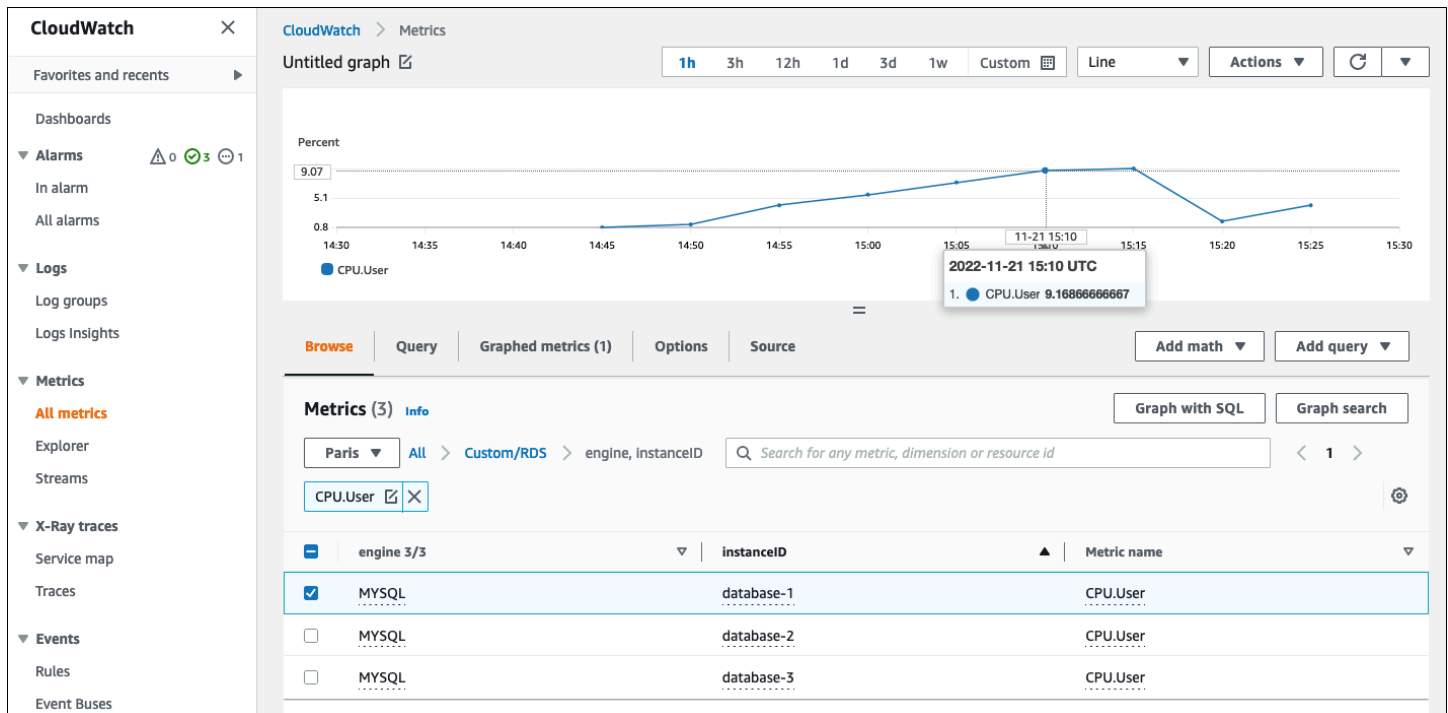 CloudWatch
Favorites and recents
Dashboards
Alarms 0 3 1
In alarm
All alarms
Logs
Log groups
Logs Insights
Metrics
All metrics
Explorer
Streams
X-Ray traces
Service map
Traces
Events
Rules
Event Buses
CloudWatch > Metrics
Untitled graph
1h 3h 12h 1d 3d 1w Custom Line Actions
Percent
9.07
5.1
0.8
14:30 14:35 14:40 14:45 14:50 14:55 15:00 15:05 15:10 15:15 15:20 15:25 15:30
11-21 15:10
CPU.User
2022-11-21 15:10 UTC
1. CPU.User 9.16866666667
Browse Query Graphed metrics (1) Options Source Add math Add query
Metrics (3) Info Graph with SQL Graph search
Paris All > Custom/RDS > engine, instanceID Search for any metric, dimension or resource id < 1 >
CPU.User
engine 3/3 instanceID Metric name
MYSQL database-1 CPU.User
MYSQL database-2 CPU.User
MYSQL database-3 CPU.User